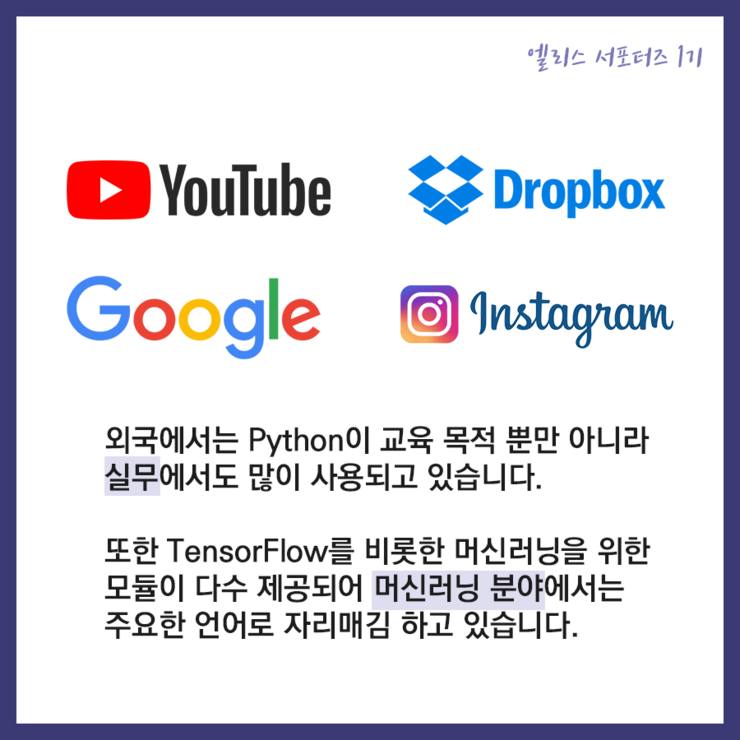 엘리스 서포터즈 1기
YouTube
Dropbox
Google
Instagram
외국에서는 Python이 교육 목적 뿐만 아니라
실무에서도 많이 사용되고 있습니다.
또한 TensorFlow를 비롯한 머신러닝을 위한
모듈이 다수 제공되어 머신러닝 분야에서는
주요한 언어로 자리매김 하고 있습니다.